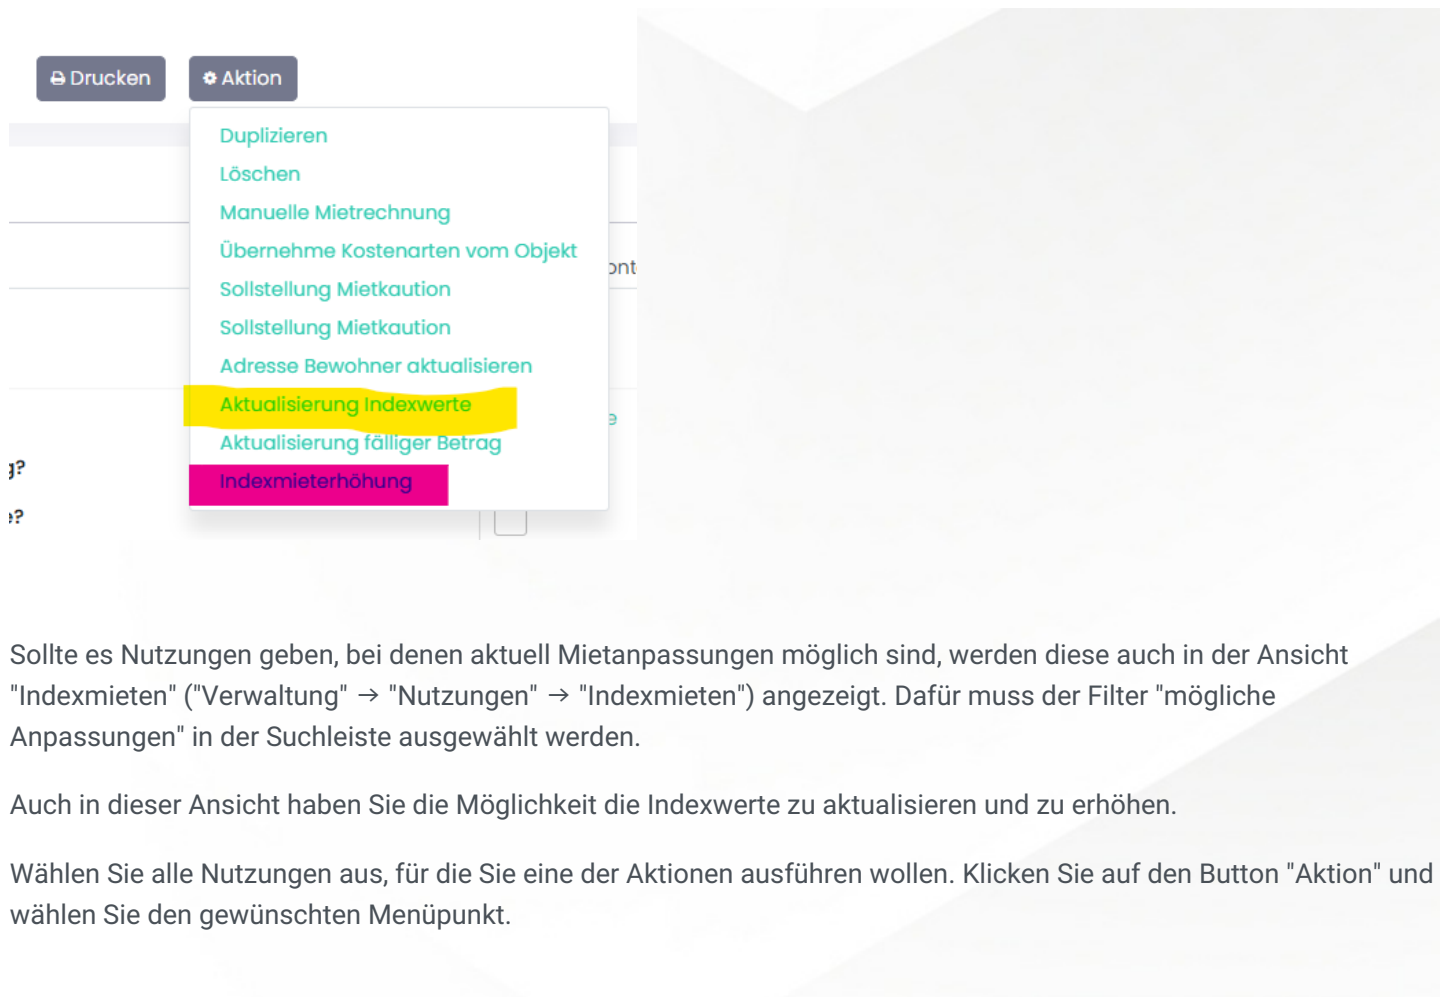 Drucken Aktion
Duplizieren
Löschen
Manuelle Mietrechnung
Übernehme Kostenarten vom Objekt
Sollstellung Mietkaution
Sollstellung Mietkaution
Adresse Bewohner aktualisieren
Aktualisierung Indexwerte
Aktualisierung fälliger Betrag
Indexmieterhöhung
Sollte es Nutzungen geben, bei denen aktuell Mietanpassungen möglich sind, werden diese auch in der Ansicht
"Indexmieten" ("Verwaltung" → "Nutzungen" → "Indexmieten") angezeigt. Dafür muss der Filter "mögliche
Anpassungen" in der Suchleiste ausgewählt werden.
Auch in dieser Ansicht haben Sie die Möglichkeit die Indexwerte zu aktualisieren und zu erhöhen.
Wählen Sie alle Nutzungen aus, für die Sie eine der Aktionen ausführen wollen. Klicken Sie auf den Button "Aktion" und
wählen Sie den gewünschten Menüpunkt.